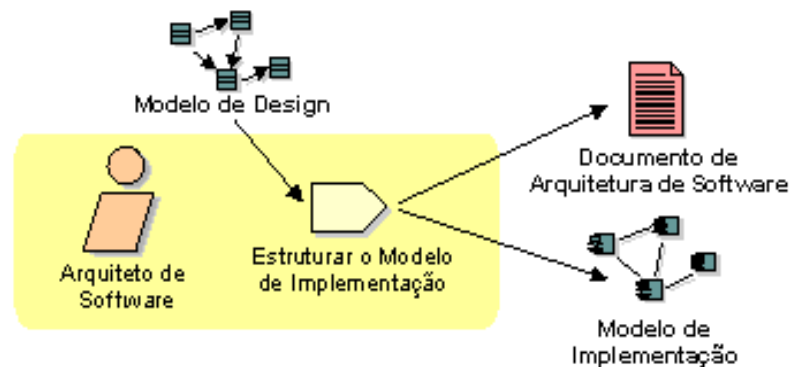 Modelo de Design
Documento de
Arquitetura de Software
Arquiteto de
Software
Estruturar o Modelo
de Implementação
Modelo de
Implementação